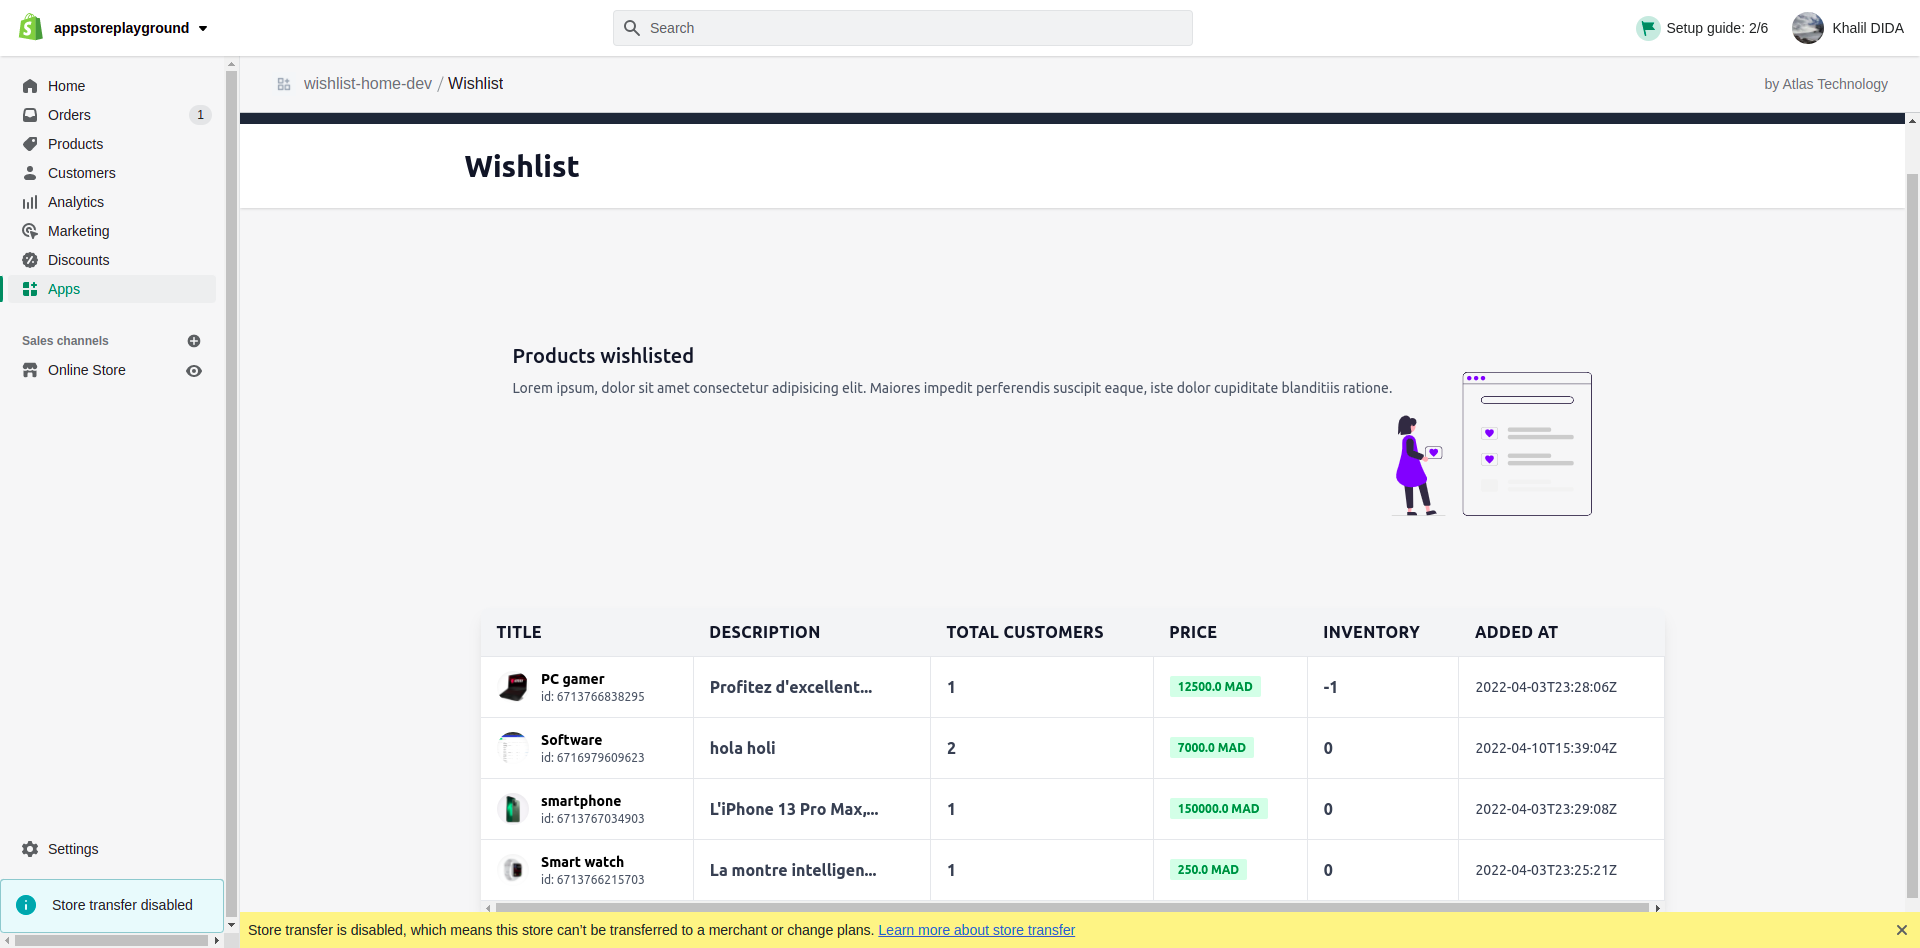 appstoreplayground
Search
Setup guide: 2/6
Khalil DIDA
Home
Orders 1
Products
Customers
Analytics
Marketing
Discounts
Apps
Sales channels
Online Store
Settings
Store transfer disabled
wishlist-home-dev / Wishlist
by Atlas Technology
Wishlist
Products wishlisted
Lorem ipsum, dolor sit amet consectetur adipisicing elit. Maiores impedit perferendis suscipit eaque, iste dolor cupiditate blanditiis ratione.
TITLE DESCRIPTION TOTAL CUSTOMERS PRICE INVENTORY ADDED AT
PC gamer
id: 6713766838295
Profitez d'excellent... 1 12500.0 MAD -1 2022-04-03T23:28:06Z
Software
id: 6716979609623
hola holi 2 7000.0 MAD 0 2022-04-10T15:39:04Z
smartphone
id: 6713767034903
L'iPhone 13 Pro Max,... 1 150000.0 MAD 0 2022-04-03T23:29:08Z
Smart watch
id: 6713766215703
La montre intelligen... 1 250.0 MAD 0 2022-04-03T23:25:21Z
Store transfer is disabled, which means this store can't be transferred to a merchant or change plans. Learn more about store transfer